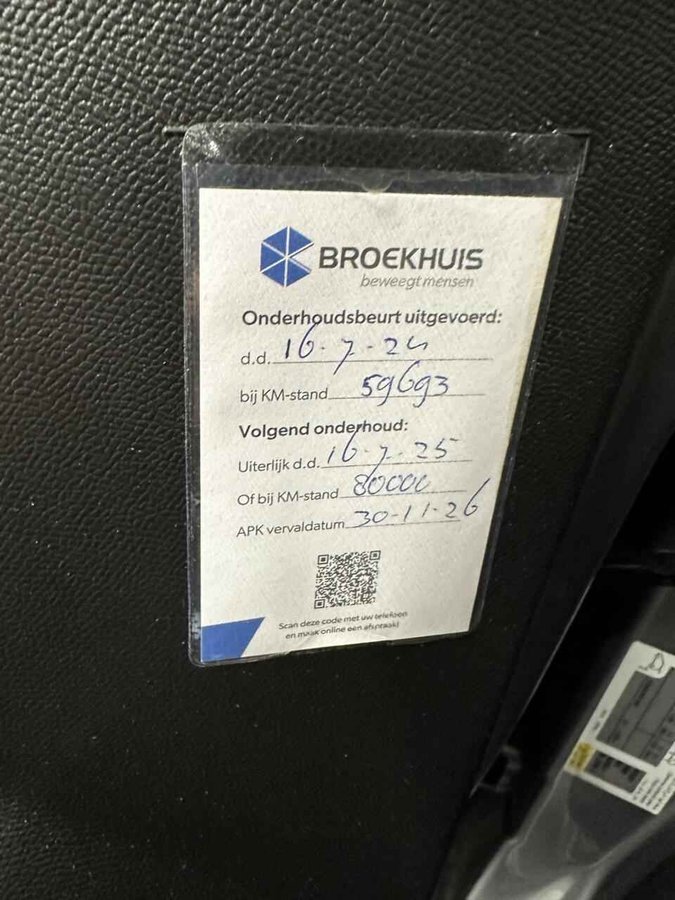 BROEKHUIS
beweegt mensen
Onderhoudsbeurt uitgevoerd:
d.d. 16-7-24
bij KM-stand 59693
Volgend onderhoud:
Uiterlijk d.d. 16-7-25
Of bij KM-stand 80000
APK vervaldatum 30-11-26
Scan deze code met uw telefoon
en maak online een afspraak!